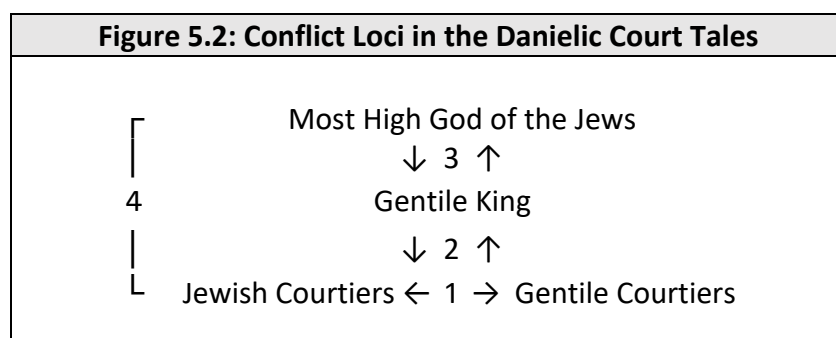 Figure 5.2: Conflict Loci in the Danielic Court Tales
Most High God of the Jews
↓ 3 ↑
4 Gentile King
↓ 2 ↑
Jewish Courtiers ← 1 → Gentile Courtiers